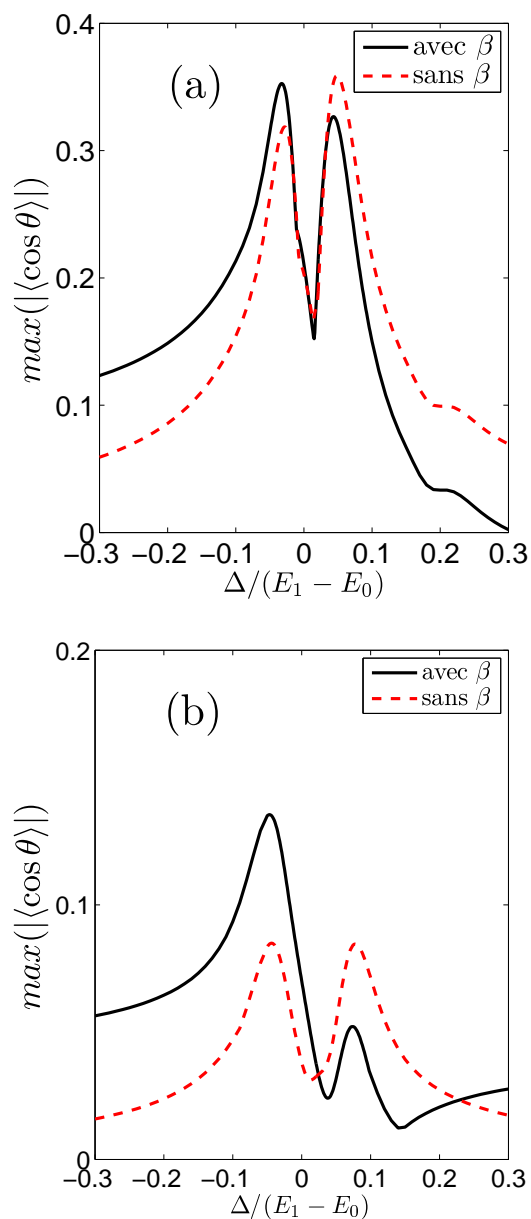 0.4
avec β
sans β
(a)
0.3
max(|⟨cos θ⟩|)
0.2
0.1
0
−0.3 −0.2 −0.1 0 0.1 0.2 0.3
Δ/(E₁ − E₀)
0.2
avec β
sans β
(b)
max(|⟨cos θ⟩|)
0.1
0
−0.3 −0.2 −0.1 0 0.1 0.2 0.3
Δ/(E₁ − E₀)